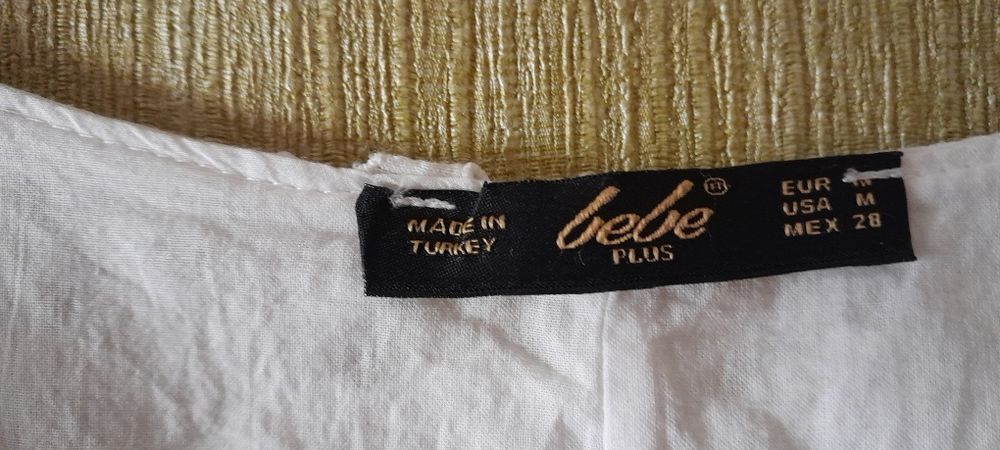 MADE IN
TURKEY
bebe®
PLUS
EUR M
USA M
MEX 28